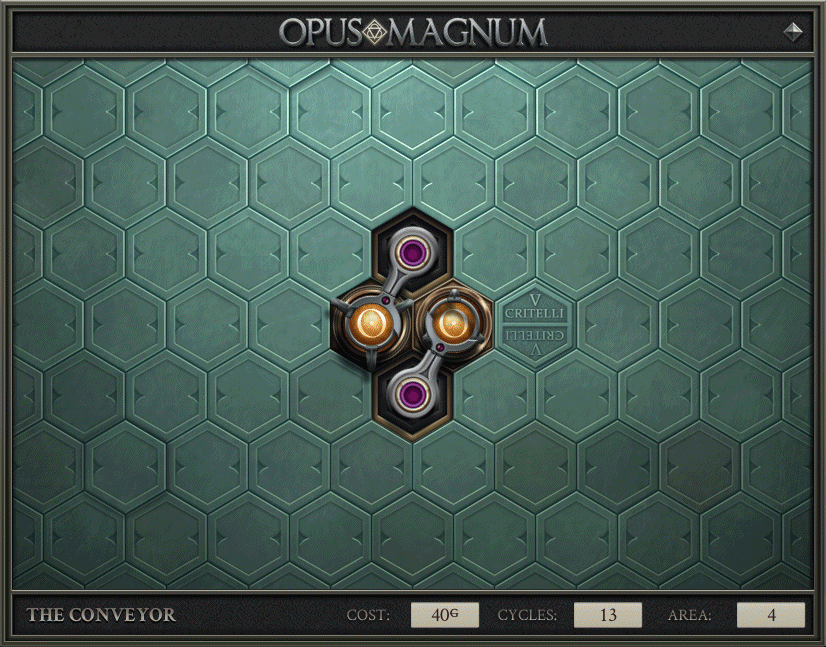 OPUS MAGNUM
V
CRITELLI
CRITELLI
V
THE CONVEYOR COST: 40G CYCLES: 13 AREA: 4